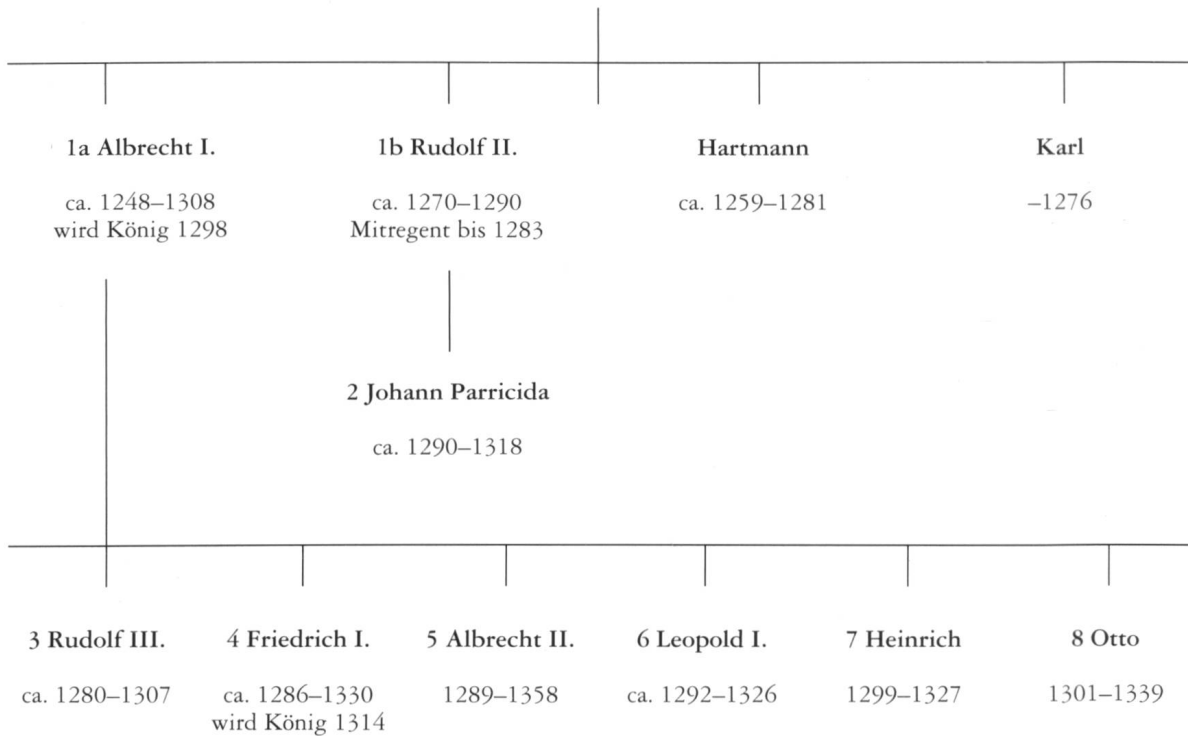 1a Albrecht I. 1b Rudolf II. Hartmann Karl
ca. 1248–1308 ca. 1270–1290 ca. 1259–1281 –1276
wird König 1298 Mitregent bis 1283
2 Johann Parricida
ca. 1290–1318
3 Rudolf III. 4 Friedrich I. 5 Albrecht II. 6 Leopold I. 7 Heinrich 8 Otto
ca. 1280–1307 ca. 1286–1330 1289–1358 ca. 1292–1326 1299–1327 1301–1339
wird König 1314